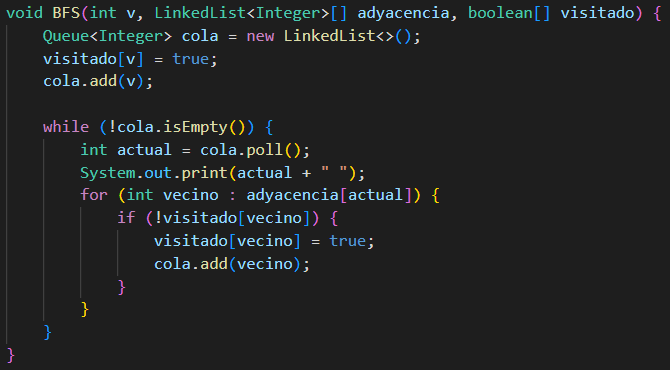 void BFS(int v, LinkedList<Integer>[] adyacencia, boolean[] visitado) {
    Queue<Integer> cola = new LinkedList<>();
    visitado[v] = true;
    cola.add(v);

    while (!cola.isEmpty()) {
        int actual = cola.poll();
        System.out.print(actual + " ");
        for (int vecino : adyacencia[actual]) {
            if (!visitado[vecino]) {
                visitado[vecino] = true;
                cola.add(vecino);
            }
        }
    }
}